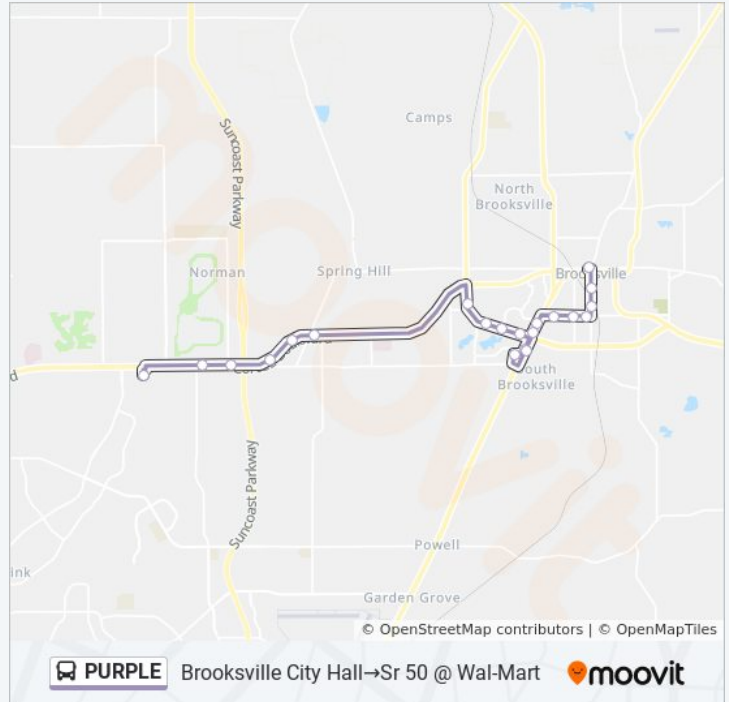 Camps
Suncoast Parkway
North
Brooksville
Norman
Spring Hill
South
Brooksville
Suncoast Parkway
Powell
ink
Garden Grove
© OpenStreetMap contributors | © OpenMapTiles
PURPLE
Brooksville City Hall→Sr 50 @ Wal-Mart
moovit